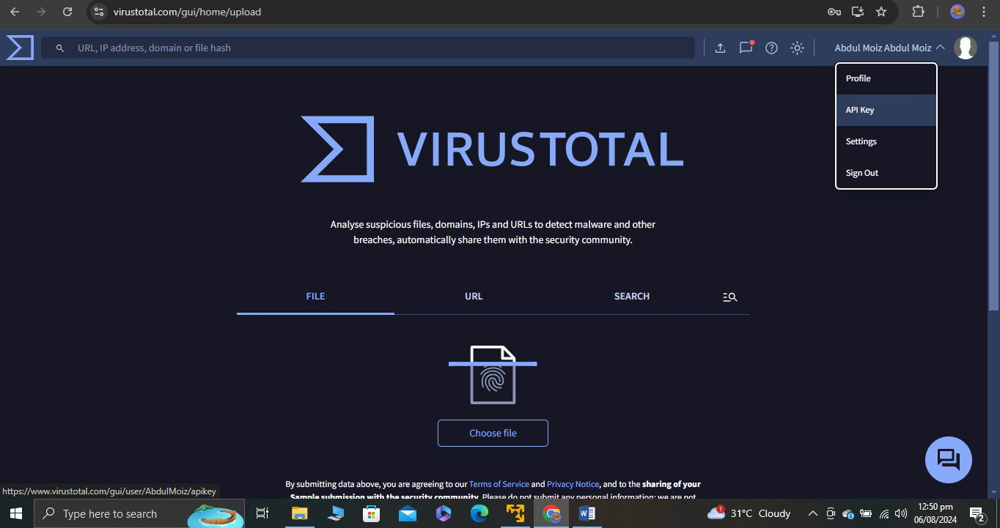 virustotal.com/gui/home/upload
URL, IP address, domain or file hash
Abdul Moiz Abdul Moiz
Profile
API Key
Settings
Sign Out
VIRUSTOTAL
Analyse suspicious files, domains, IPs and URLs to detect malware and other
breaches, automatically share them with the security community.
FILE URL SEARCH
Choose file
By submitting data above, you are agreeing to our Terms of Service and Privacy Notice, and to the sharing of your
Sample submission with the security community. Please do not submit any personal information; we are not
https://www.virustotal.com/gui/user/AbdulMoiz/apikey
Type here to search
1
31°C Cloudy
12:50 pm
06/08/2024
2